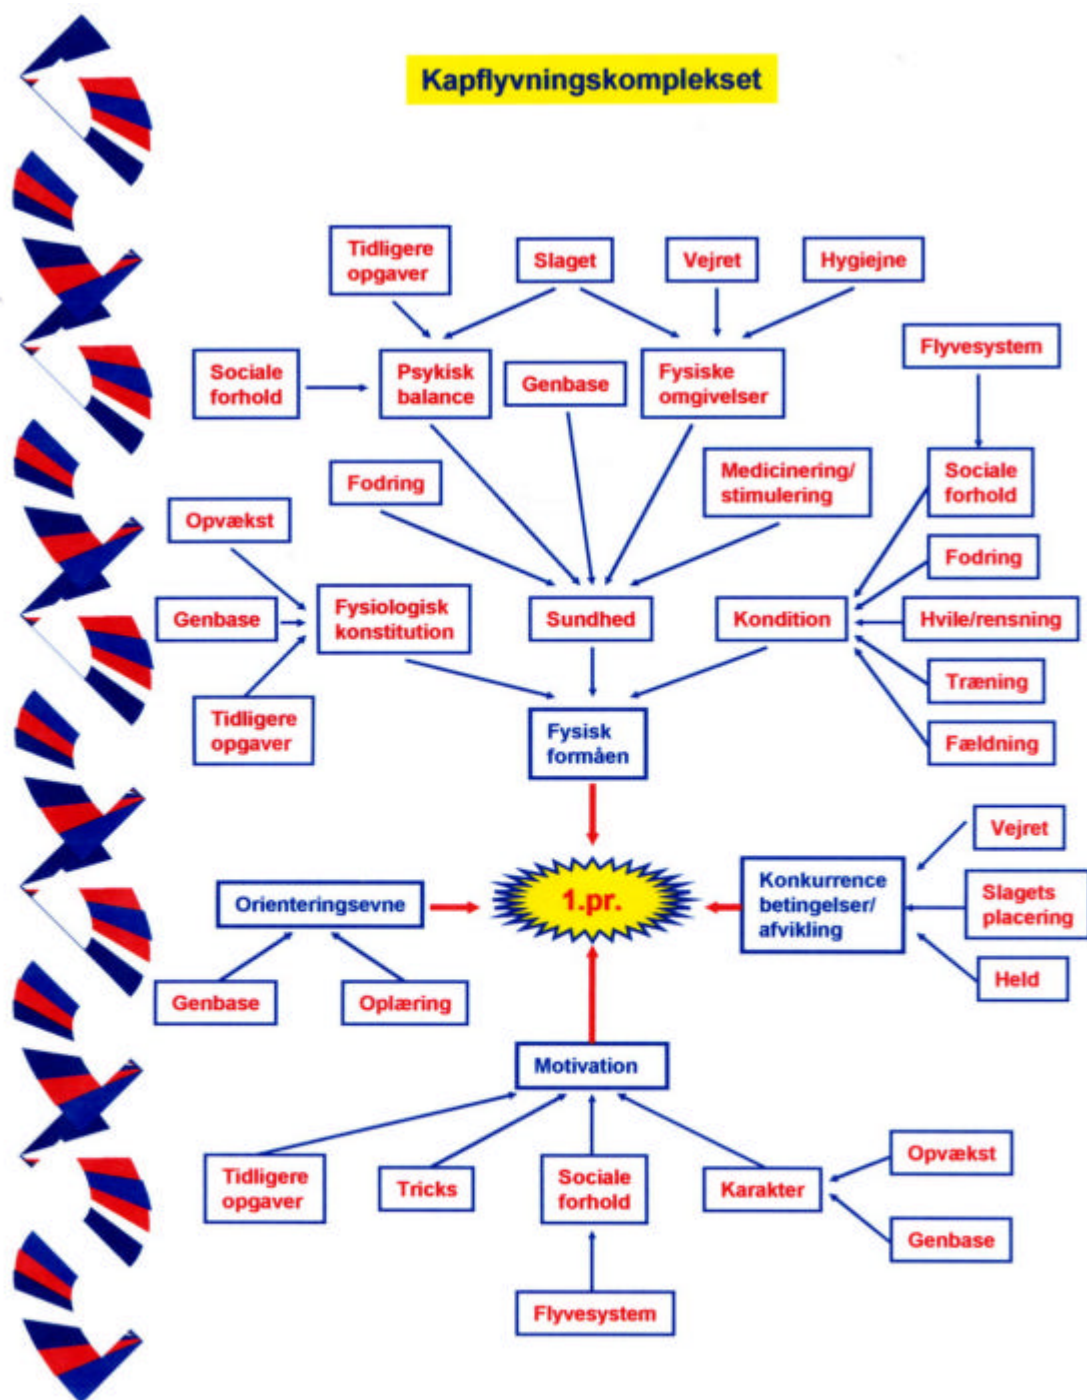 Kapflyvningskomplekset
Tidligere
opgaver
Slaget
Vejret
Hygiejne
Flyvesystem
Sociale
forhold
Psykisk
balance
Genbase
Fysiske
omgivelser
Fodring
Medicinering/
stimulering
Sociale
forhold
Opvækst
Fodring
Genbase
Fysiologisk
konstitution
Sundhed
Kondition
Hvile/rensning
Træning
Tidligere
opgaver
Fysisk
formåen
Fældning
Vejret
Orienteringsevne
1.pr.
Konkurrence
betingelser/
afvikling
Slagets
placering
Genbase
Oplæring
Held
Motivation
Tidligere
opgaver
Tricks
Sociale
forhold
Karakter
Opvækst
Genbase
Flyvesystem